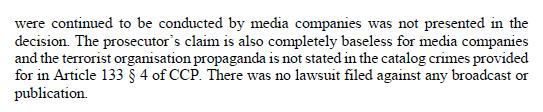 were continued to be conducted by media companies was not presented in the
decision. The prosecutor's claim is also completely baseless for media companies
and the terrorist organisation propaganda is not stated in the catalog crimes provided
for in Article 133 § 4 of CCP. There was no lawsuit filed against any broadcast or
publication.